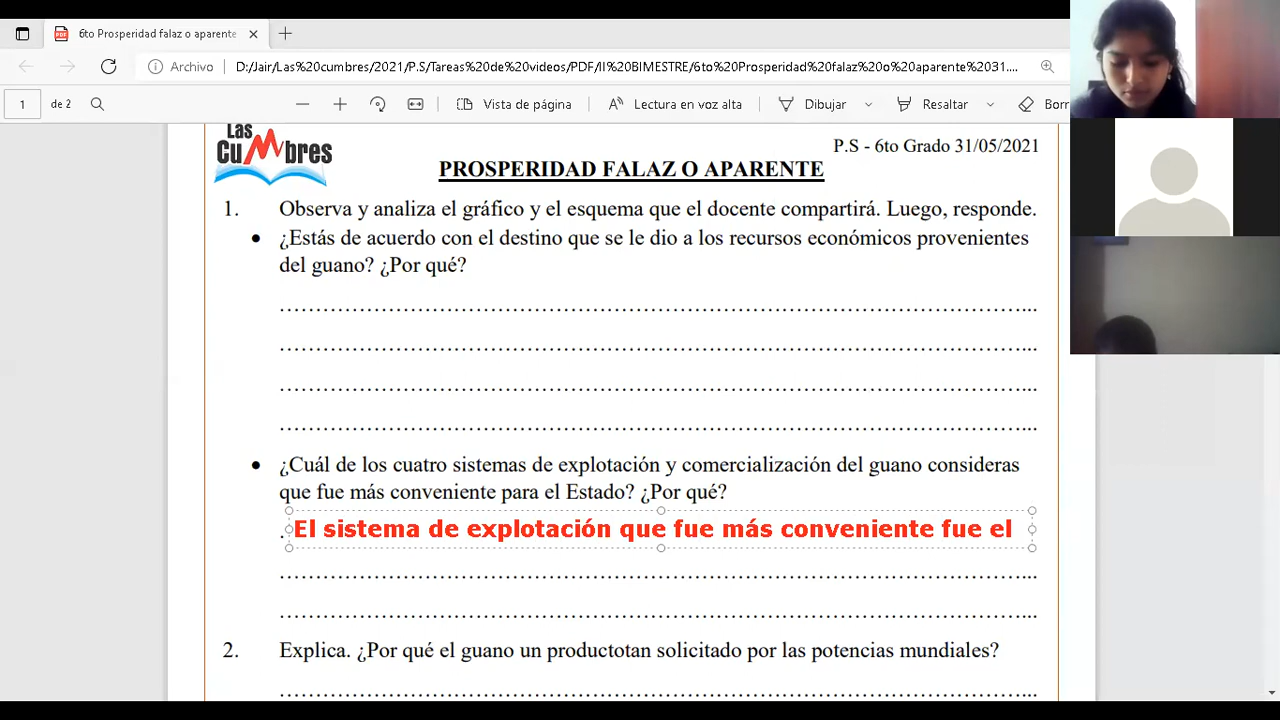 6to Prosperidad falaz o aparente
Archivo D:/Jair/Las%20cumbres/2021/P.S/Tareas%20de%20videos/PDF/II%20BIMESTRE/6to%20Prosperidad%20falaz%20o%20aparente%2031....
1 de 2 Vista de página Lectura en voz alta Dibujar Resaltar Borr
Las
Cumbres
P.S - 6to Grado 31/05/2021
PROSPERIDAD FALAZ O APARENTE
1. Observa y analiza el gráfico y el esquema que el docente compartirá. Luego, responde.
• ¿Estás de acuerdo con el destino que se le dio a los recursos económicos provenientes
del guano? ¿Por qué?
• ¿Cuál de los cuatro sistemas de explotación y comercialización del guano consideras
que fue más conveniente para el Estado? ¿Por qué?
El sistema de explotación que fue más conveniente fue el
2. Explica. ¿Por qué el guano un productotan solicitado por las potencias mundiales?